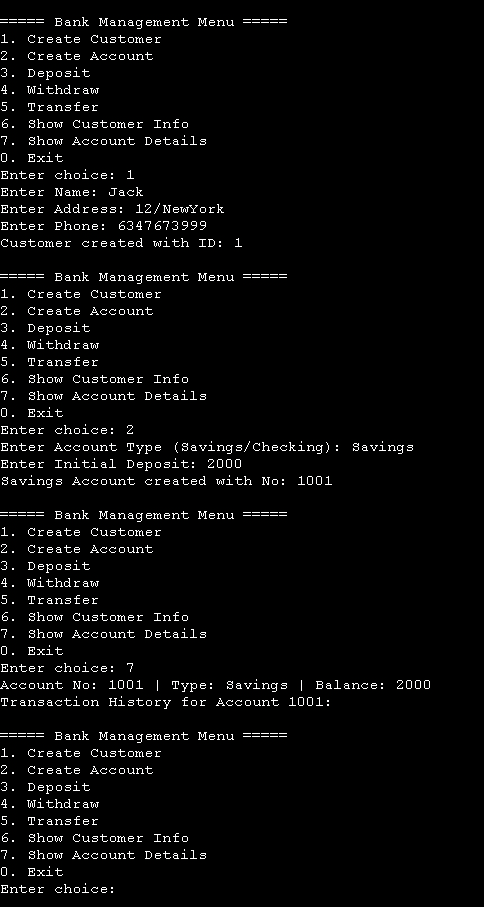 ===== Bank Management Menu =====
1. Create Customer
2. Create Account
3. Deposit
4. Withdraw
5. Transfer
6. Show Customer Info
7. Show Account Details
0. Exit
Enter choice: 1
Enter Name: Jack
Enter Address: 12/NewYork
Enter Phone: 6347673999
Customer created with ID: 1

===== Bank Management Menu =====
1. Create Customer
2. Create Account
3. Deposit
4. Withdraw
5. Transfer
6. Show Customer Info
7. Show Account Details
0. Exit
Enter choice: 2
Enter Account Type (Savings/Checking): Savings
Enter Initial Deposit: 2000
Savings Account created with No: 1001

===== Bank Management Menu =====
1. Create Customer
2. Create Account
3. Deposit
4. Withdraw
5. Transfer
6. Show Customer Info
7. Show Account Details
0. Exit
Enter choice: 7
Account No: 1001 | Type: Savings | Balance: 2000
Transaction History for Account 1001:

===== Bank Management Menu =====
1. Create Customer
2. Create Account
3. Deposit
4. Withdraw
5. Transfer
6. Show Customer Info
7. Show Account Details
0. Exit
Enter choice: